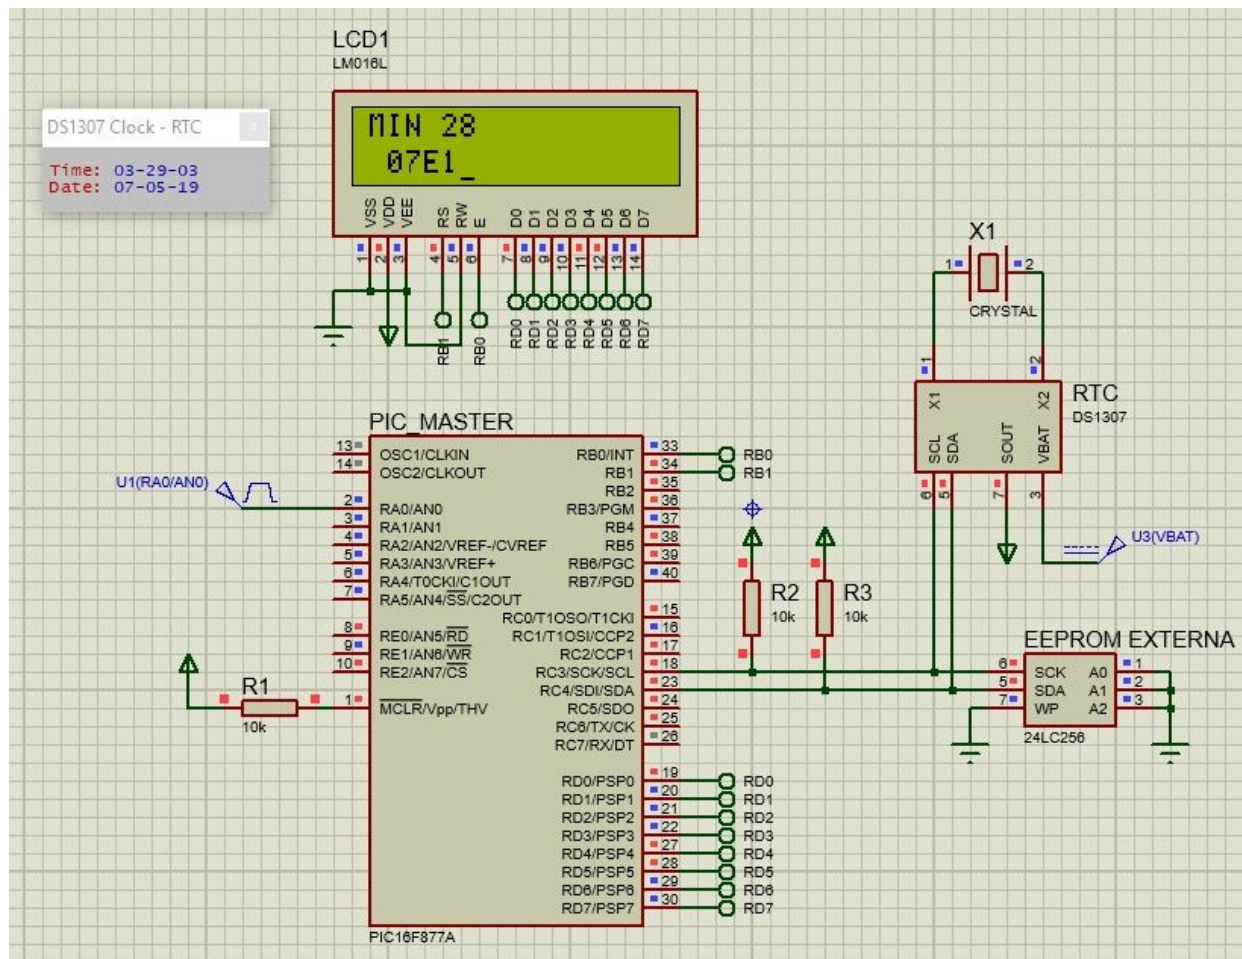 LCD1
LM016L
DS1307 Clock - RTC
Time: 03-29-03
Date: 07-05-19
MIN 28
07E1_
VSS
VDD
VEE
RS
RW
E
D0
D1
D2
D3
D4
D5
D6
D7
1
2
3
4
5
6
7
8
9
10
11
12
13
14
RB1
RB0
RD0
RD1
RD2
RD3
RD4
RD5
RD6
RD7
X1
1
2
CRYSTAL
1
2
X1
X2
RTC
DS1307
SCL
SDA
SOUT
VBAT
6
5
7
3
U3(VBAT)
PIC_MASTER
U1(RA0/AN0)
13 OSC1/CLKIN
14 OSC2/CLKOUT
2 RA0/AN0
3 RA1/AN1
4 RA2/AN2/VREF-/CVREF
5 RA3/AN3/VREF+
6 RA4/T0CKI/C1OUT
7 RA5/AN4/SS/C2OUT
8 RE0/AN5/RD
9 RE1/AN6/WR
10 RE2/AN7/CS
1 MCLR/Vpp/THV
R1
10k
RB0/INT 33 RB0
RB1 34 RB1
RB2 35
RB3/PGM 36
RB4 37
RB5 38
RB6/PGC 39
RB7/PGD 40
RC0/T1OSO/T1CKI 15
RC1/T1OSI/CCP2 16
RC2/CCP1 17
RC3/SCK/SCL 18
RC4/SDI/SDA 23
RC5/SDO 24
RC6/TX/CK 25
RC7/RX/DT 26
RD0/PSP0 19 RD0
RD1/PSP1 20 RD1
RD2/PSP2 21 RD2
RD3/PSP3 22 RD3
RD4/PSP4 27 RD4
RD5/PSP5 28 RD5
RD6/PSP6 29 RD6
RD7/PSP7 30 RD7
PIC16F877A
R2
10k
R3
10k
EEPROM EXTERNA
6 SCK A0 1
5 SDA A1 2
7 WP A2 3
24LC256